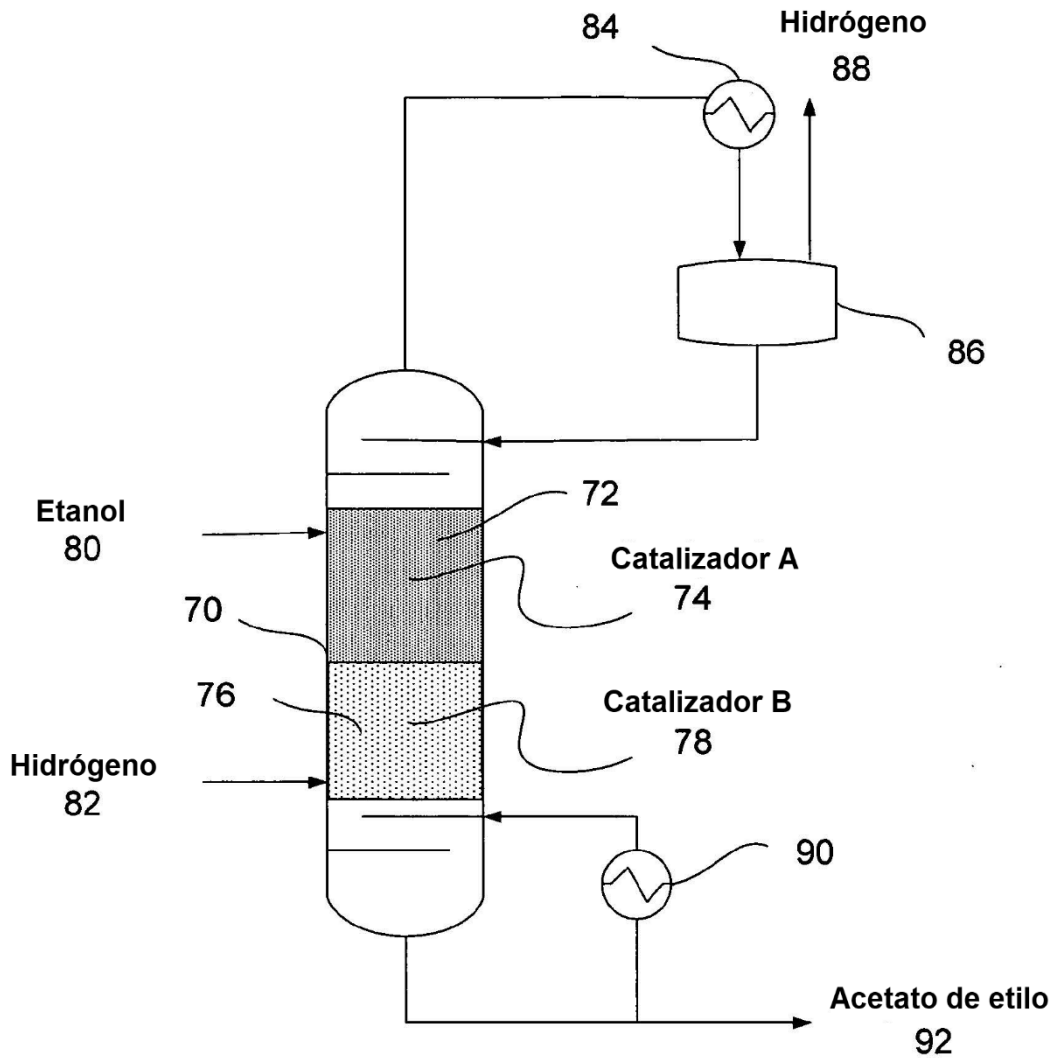 84
Hidrógeno
88
86
72
Etanol
80
Catalizador A
74
70
76
Catalizador B
78
Hidrógeno
82
90
Acetato de etilo
92